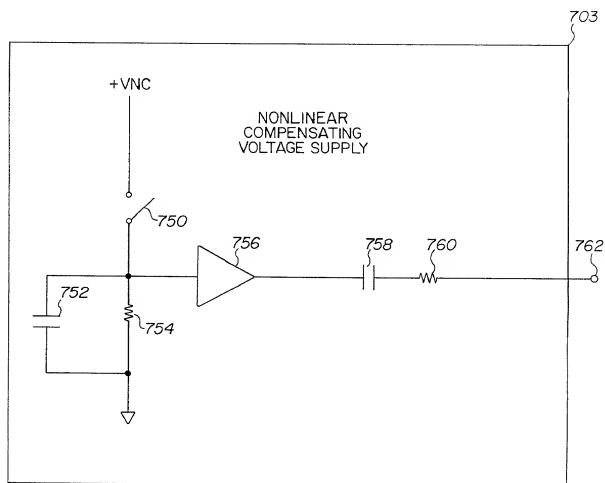 703
+VNC
NONLINEAR
COMPENSATING
VOLTAGE SUPPLY
750
756
758
760
762
752
754